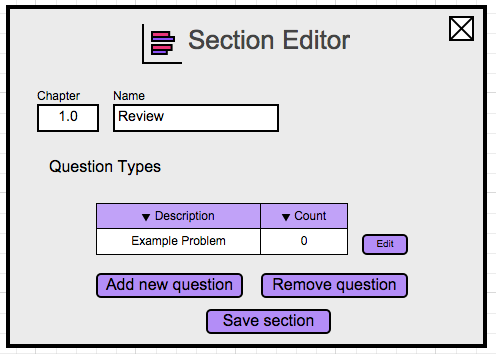 Section Editor
Chapter Name
1.0 Review
Question Types
Description Count
Example Problem 0 Edit
Add new question Remove question
Save section